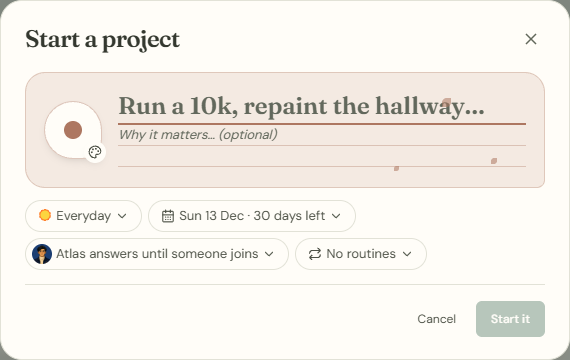 Start a project
Run a 10k, repaint the hallway...
Why it matters... (optional)
Everyday
Sun 13 Dec · 30 days left
Atlas answers until someone joins
No routines
Cancel
Start it